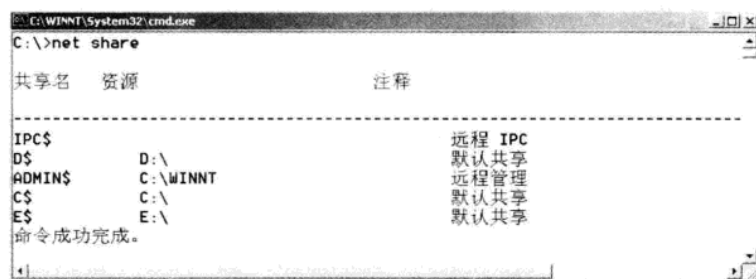 C:\WINNT\System32\cmd.exe
C:\>net share
共享名 资源 注释
-------------------------------------------------------------------------------
IPC$ 远程 IPC
D$ D:\ 默认共享
ADMIN$ C:\WINNT 远程管理
C$ C:\ 默认共享
E$ E:\ 默认共享
命令成功完成。